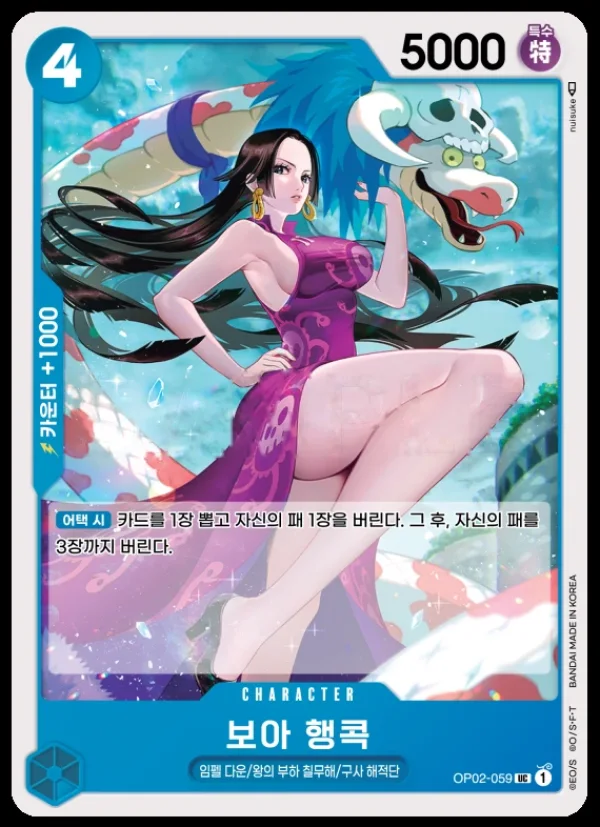 4
5000
특수
特
nuisuke
카운터 +1000
어택 시 카드를 1장 뽑고 자신의 패 1장을 버린다. 그 후, 자신의 패를
3장까지 버린다.
CHARACTER
보아 행콕
임펠 다운/왕의 부하 칠무해/구사 해적단
OP02-059 UC 1
©EO/S ©O/S·F·T BANDAI MADE IN KOREA